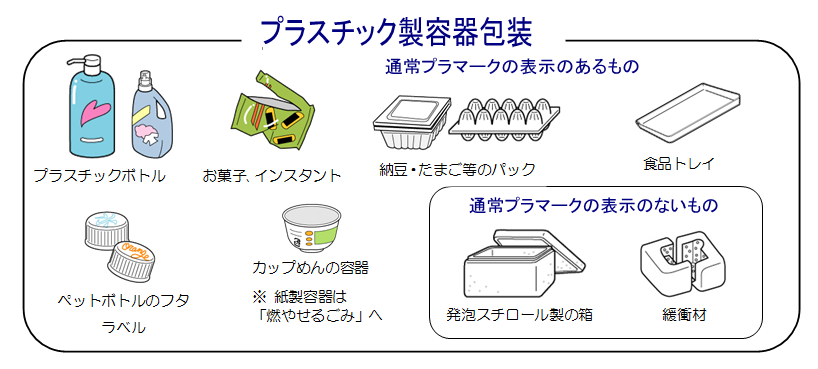 プラスチック製容器包装
通常プラマークの表示のあるもの
プラスチックボトル
お菓子、インスタント
納豆・たまご等のパック
食品トレイ
ペットボトルのフタ
ラベル
orange
カップめんの容器
※ 紙製容器は
「燃やせるごみ」へ
通常プラマークの表示のないもの
発泡スチロール製の箱
緩衝材